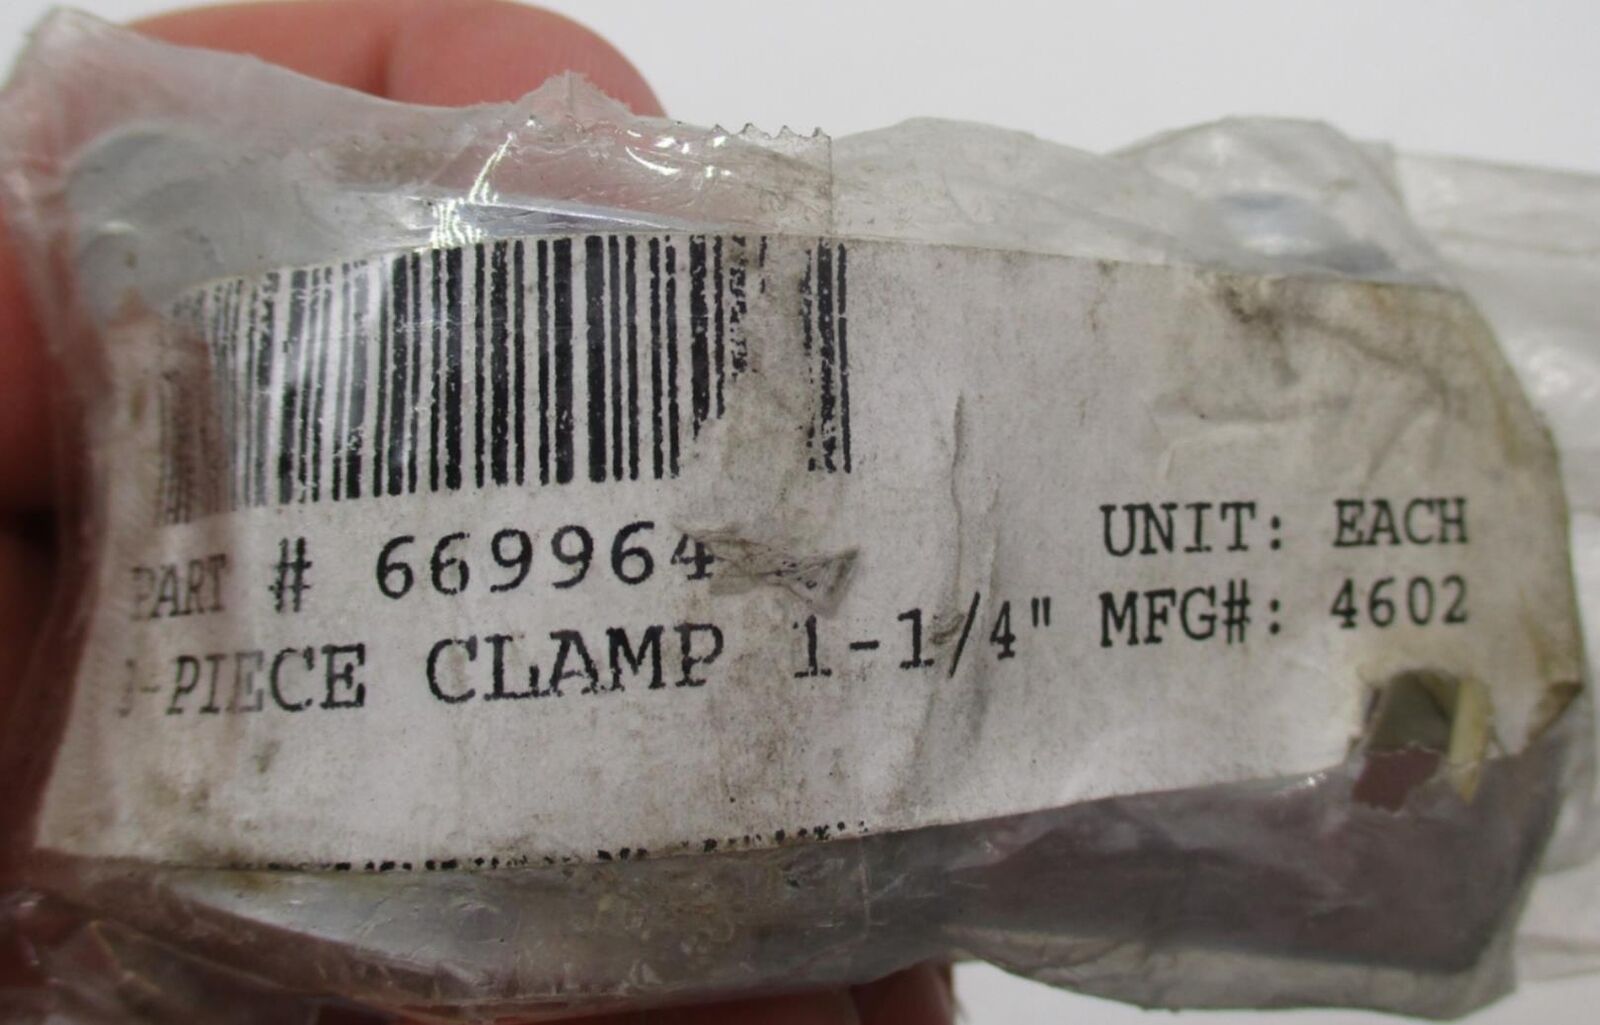 PART # 669964 UNIT: EACH
-PIECE CLAMP 1-1/4" MFG#: 4602